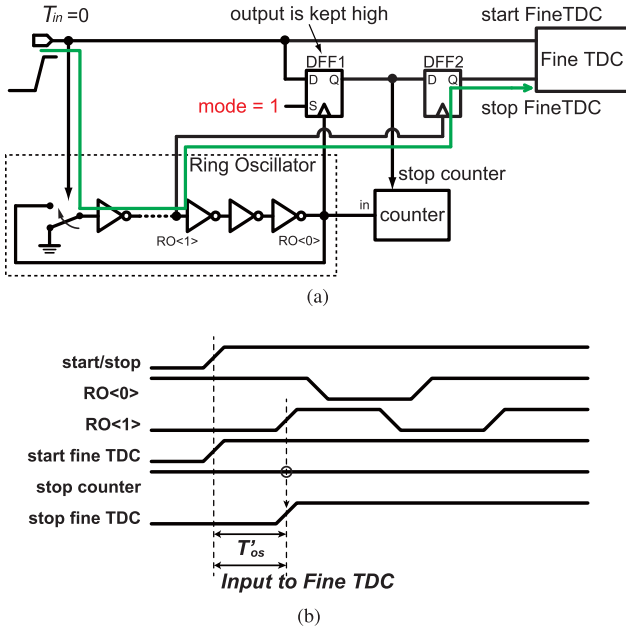 T_in =0
output is kept high
start FineTDC
DFF1
DFF2
D Q
D Q
Fine TDC
mode = 1
S
stop FineTDC
Ring Oscillator
stop counter
RO<1>
RO<0>
in
counter
(a)
start/stop
RO<0>
RO<1>
start fine TDC
stop counter
stop fine TDC
T'os
Input to Fine TDC
(b)